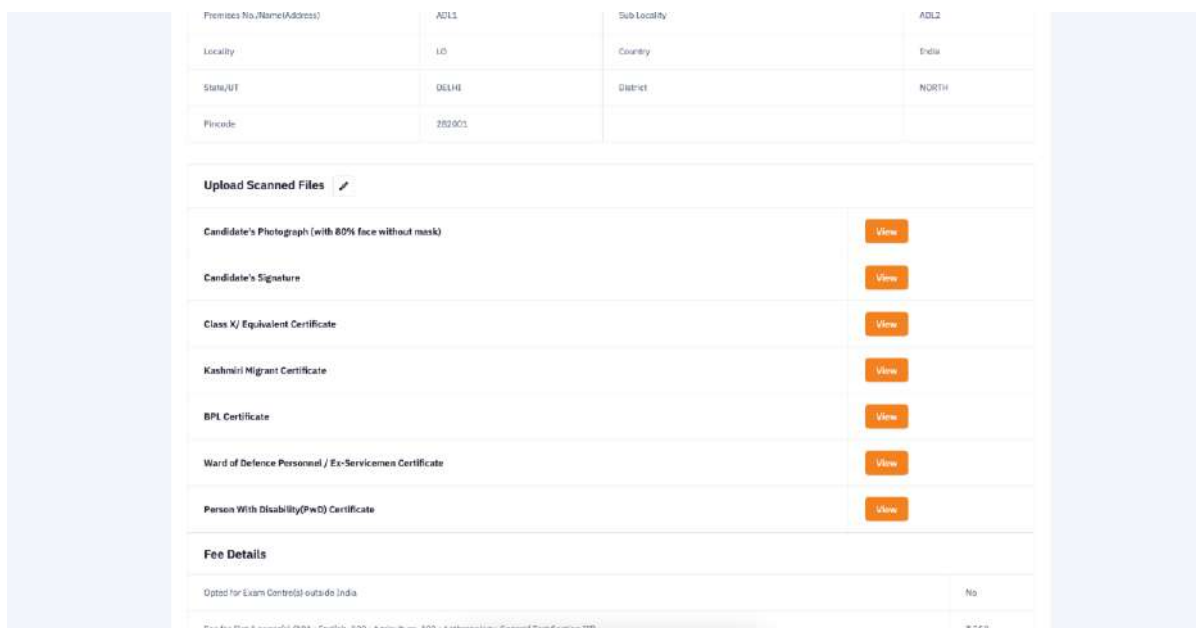 Premises No./Name(Address) ADL1 Sub Locality ADL2
Locality LO Country India
State/UT DELHI District NORTH
Pincode 282001
Upload Scanned Files
Candidate's Photograph (with 80% face without mask) View
Candidate's Signature View
Class X/ Equivalent Certificate View
Kashmiri Migrant Certificate View
BPL Certificate View
Ward of Defence Personnel / Ex-Servicemen Certificate View
Person With Disability(PwD) Certificate View
Fee Details
Opted for Exam Centre(s) outside India No